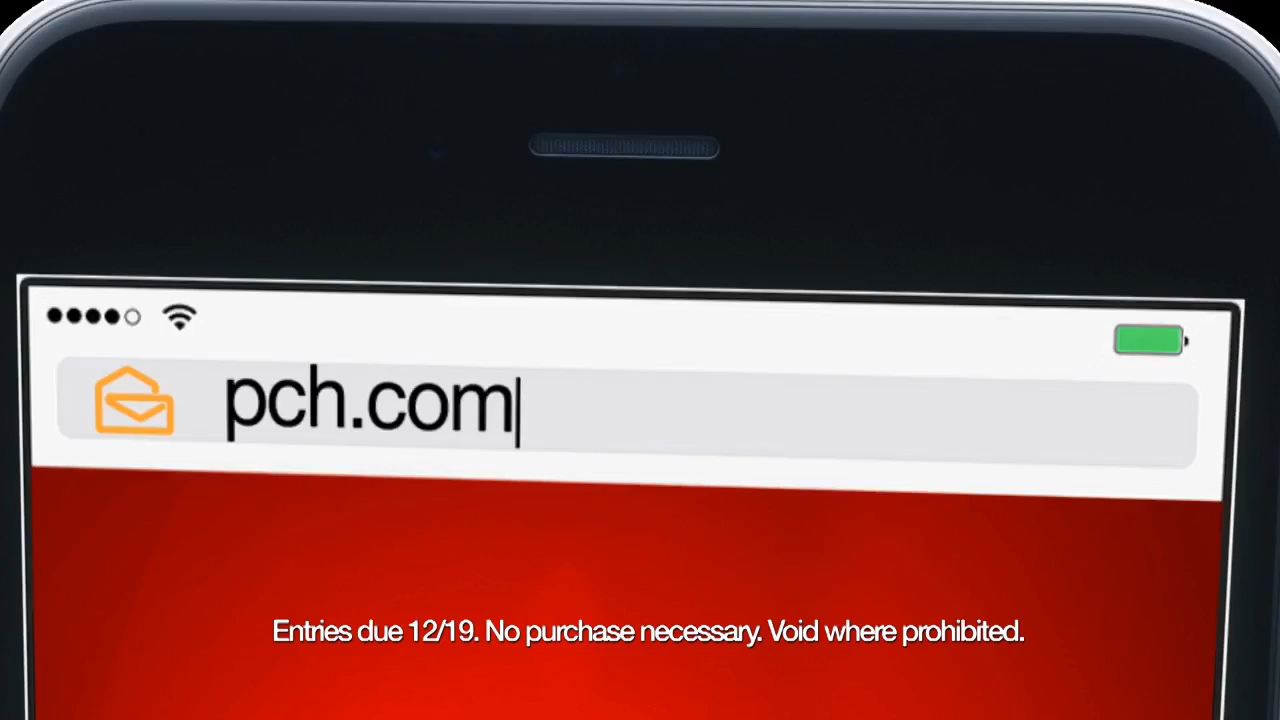 pch.com
Entries due 12/19. No purchase necessary. Void where prohibited.